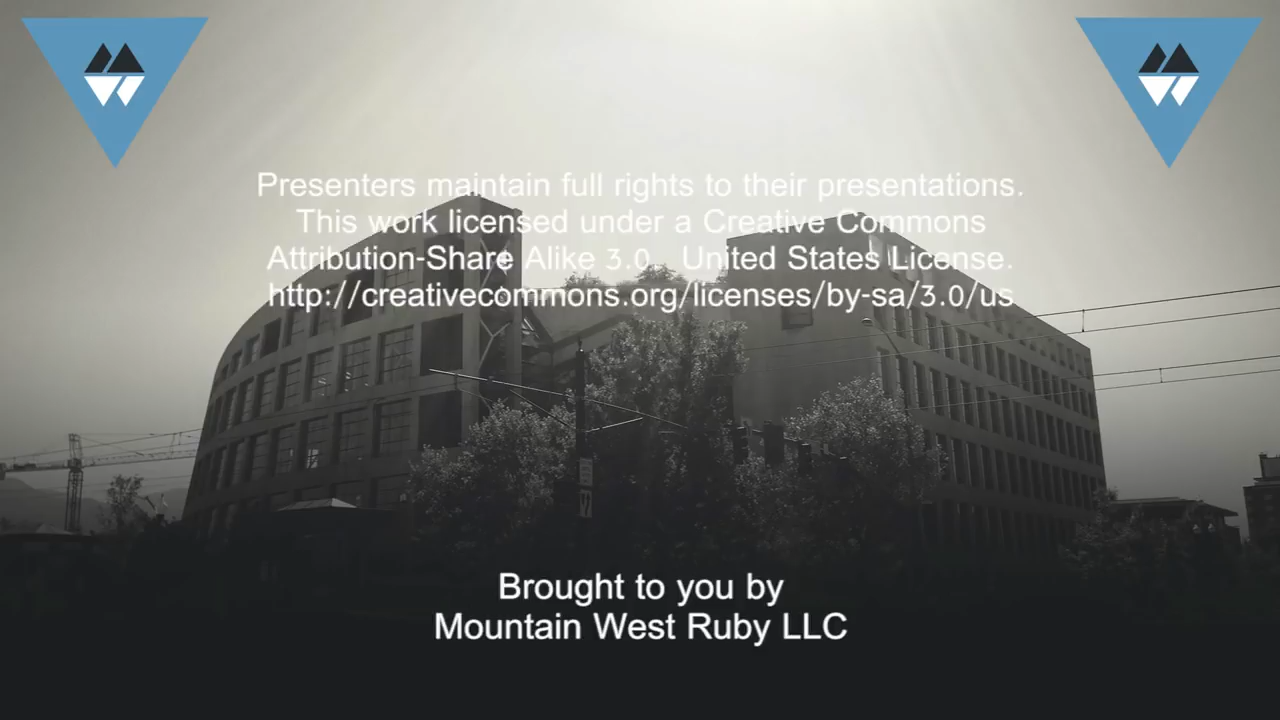 Presenters maintain full rights to their presentations.
This work licensed under a Creative Commons
Attribution-Share Alike 3.0 United States License.
http://creativecommons.org/licenses/by-sa/3.0/us
Brought to you by
Mountain West Ruby LLC